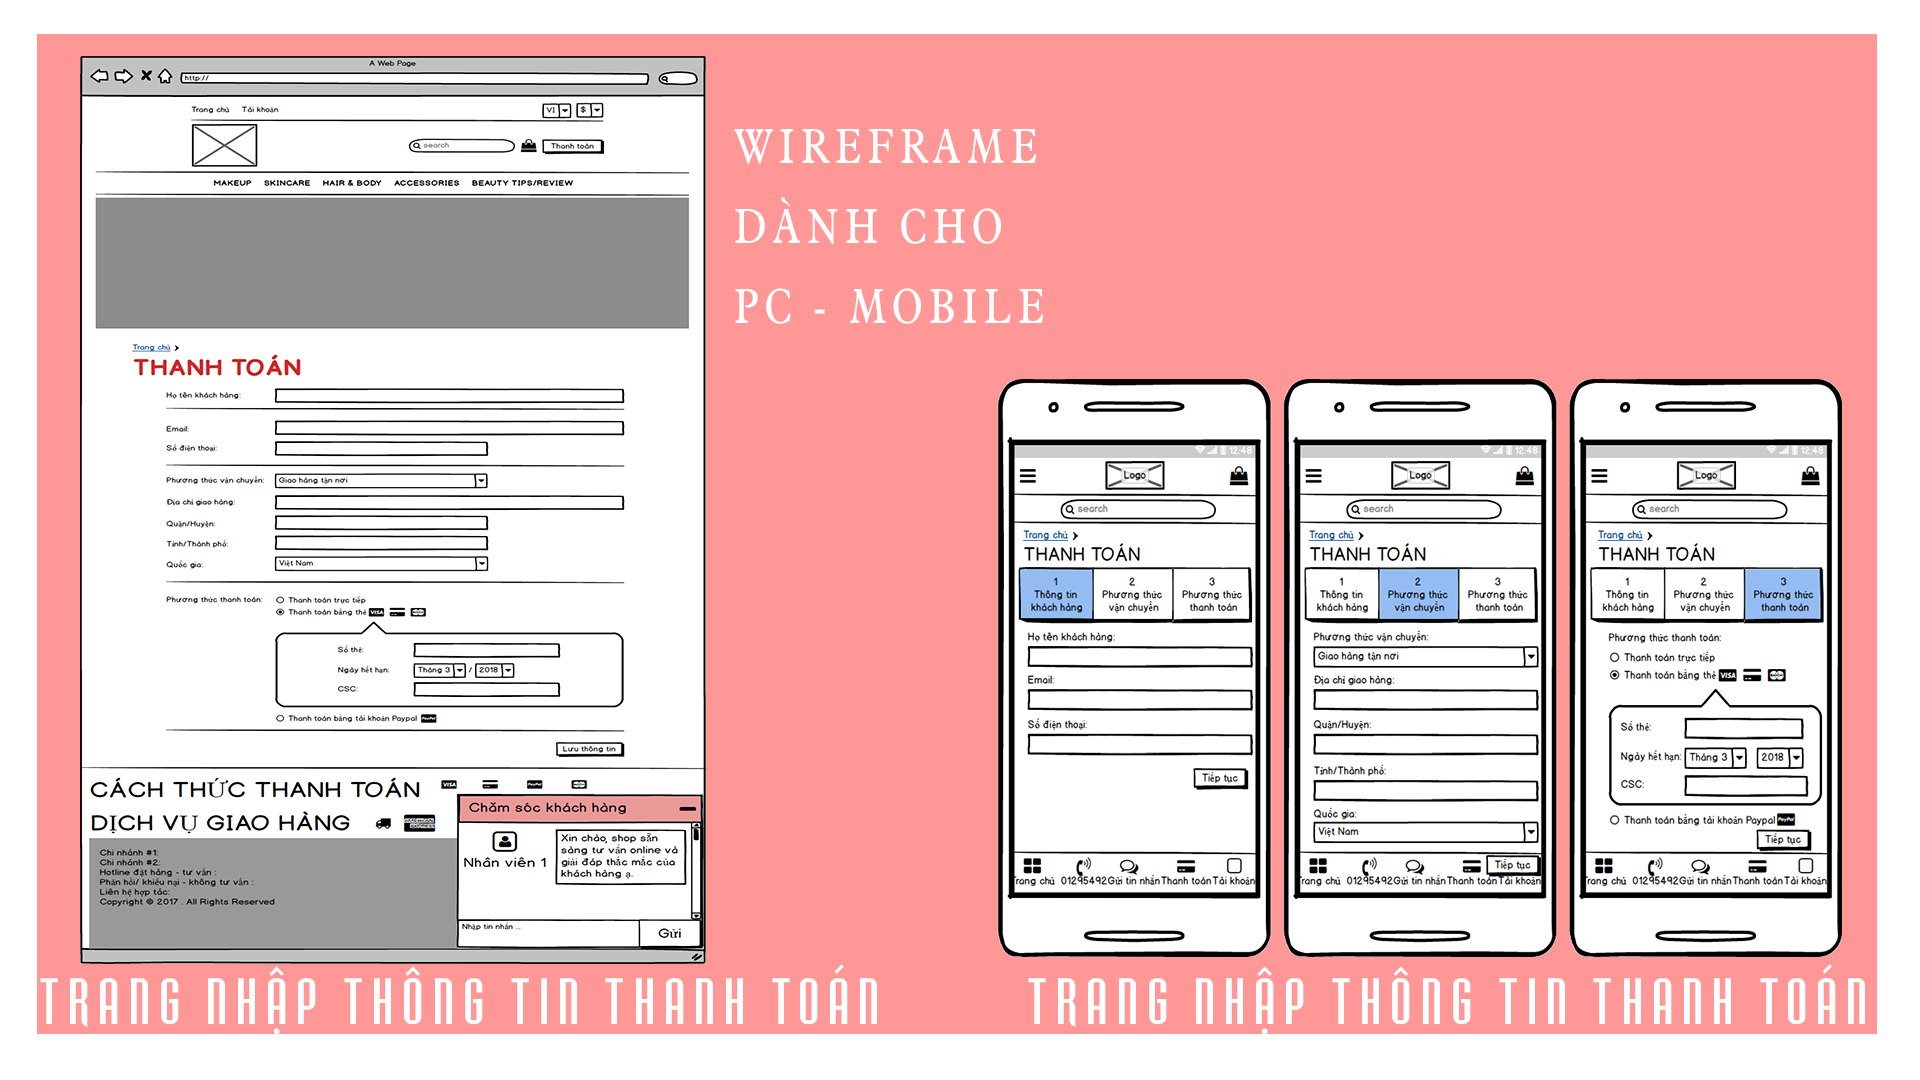 A Web Page
http://
Trang chủ Tài khoản VI $
search Thanh toán
MAKEUP SKINCARE HAIR & BODY ACCESSORIES BEAUTY TIPS/REVIEW
Trang chủ
THANH TOÁN
Họ tên khách hàng:
Email:
Số điện thoại:
Phương thức vận chuyển: Giao hàng tận nơi
Địa chỉ giao hàng:
Quận/Huyện:
Tỉnh/Thành phố:
Quốc gia: Việt Nam
Phương thức thanh toán: Thanh toán trực tiếp
Thanh toán bằng thẻ VISA
Số thẻ:
Ngày hết hạn: Tháng 3 / 2018
CSC:
Thanh toán bằng tài khoản Paypal PayPal
Lưu thông tin
CÁCH THỨC THANH TOÁN VISA PayPal
DỊCH VỤ GIAO HÀNG AMERICAN EXPRESS
Chi nhánh #1:
Chi nhánh #2:
Hotline đặt hàng - tư vấn :
Phản hồi/ khiếu nại - không tư vấn :
Liên hệ hợp tác:
Copyright © 2017 . All Rights Reserved
Chăm sóc khách hàng
Nhân viên 1
Xin chào, shop sẵn
sàng tư vấn online và
giải đáp thắc mắc của
khách hàng ạ.
Nhập tin nhắn ...
Gửi
WIREFRAME
DÀNH CHO
PC - MOBILE
12:48
Logo
search
Trang chủ
THANH TOÁN
1 2 3
Thông tin Phương thức Phương thức
khách hàng vận chuyển thanh toán
Họ tên khách hàng:
Email:
Số điện thoại:
Tiếp tục
Trang chủ 01295492 Gửi tin nhắn Thanh toán Tài khoản
12:48
Logo
search
Trang chủ
THANH TOÁN
1 2 3
Thông tin Phương thức Phương thức
khách hàng vận chuyển thanh toán
Phương thức vận chuyển:
Giao hàng tận nơi
Địa chỉ giao hàng:
Quận/Huyện:
Tỉnh/Thành phố:
Quốc gia:
Việt Nam
Tiếp tục
Trang chủ 01295492 Gửi tin nhắn Thanh toán Tài khoản
12:48
Logo
search
Trang chủ
THANH TOÁN
1 2 3
Thông tin Phương thức Phương thức
khách hàng vận chuyển thanh toán
Phương thức thanh toán:
Thanh toán trực tiếp
Thanh toán bằng thẻ VISA
Số thẻ:
Ngày hết hạn: Tháng 3 2018
CSC:
Thanh toán bằng tài khoản Paypal PayPal
Tiếp tục
Trang chủ 01295492 Gửi tin nhắn Thanh toán Tài khoản
TRANG NHẬP THÔNG TIN THANH TOÁN
TRANG NHẬP THÔNG TIN THANH TOÁN